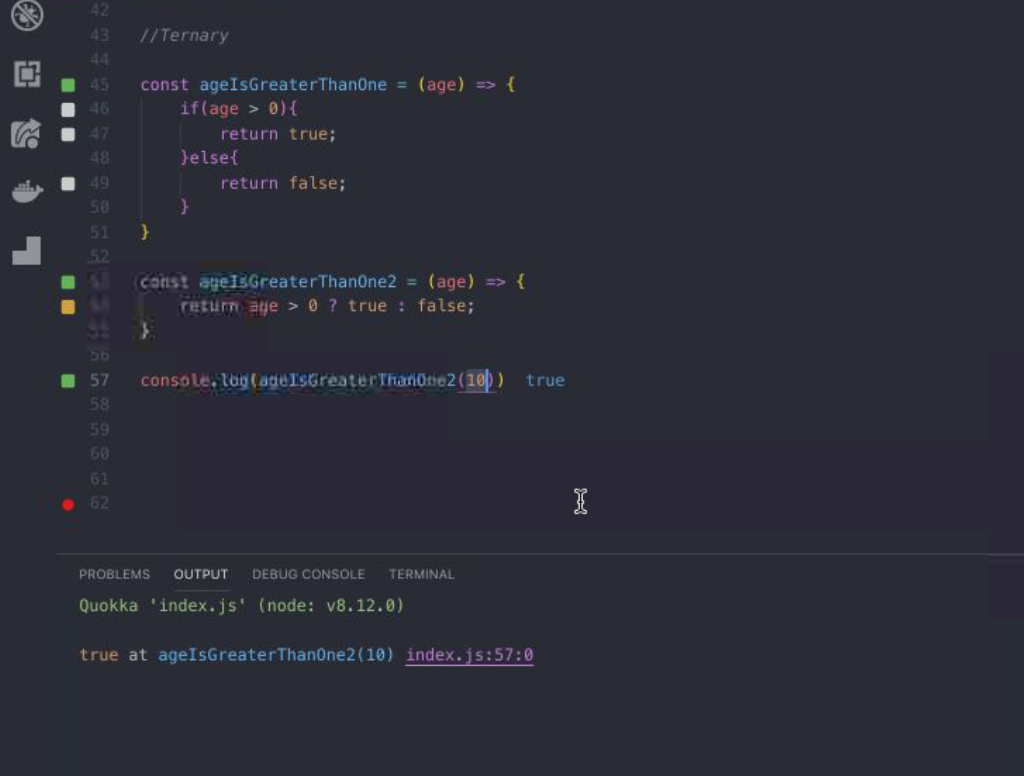 42
43 //Ternary
44
45 const ageIsGreaterThanOne = (age) => {
46 if(age > 0){
47 return true;
48 }else{
49 return false;
50 }
51 }
52
const ageIsGreaterThanOne2 = (age) => {
return age > 0 ? true : false;
}
56
57 console.log(ageIsGreaterThanOne2(10)) true
58
59
60
61
62
PROBLEMS OUTPUT DEBUG CONSOLE TERMINAL
Quokka 'index.js' (node: v8.12.0)
true at ageIsGreaterThanOne2(10) index.js:57:0